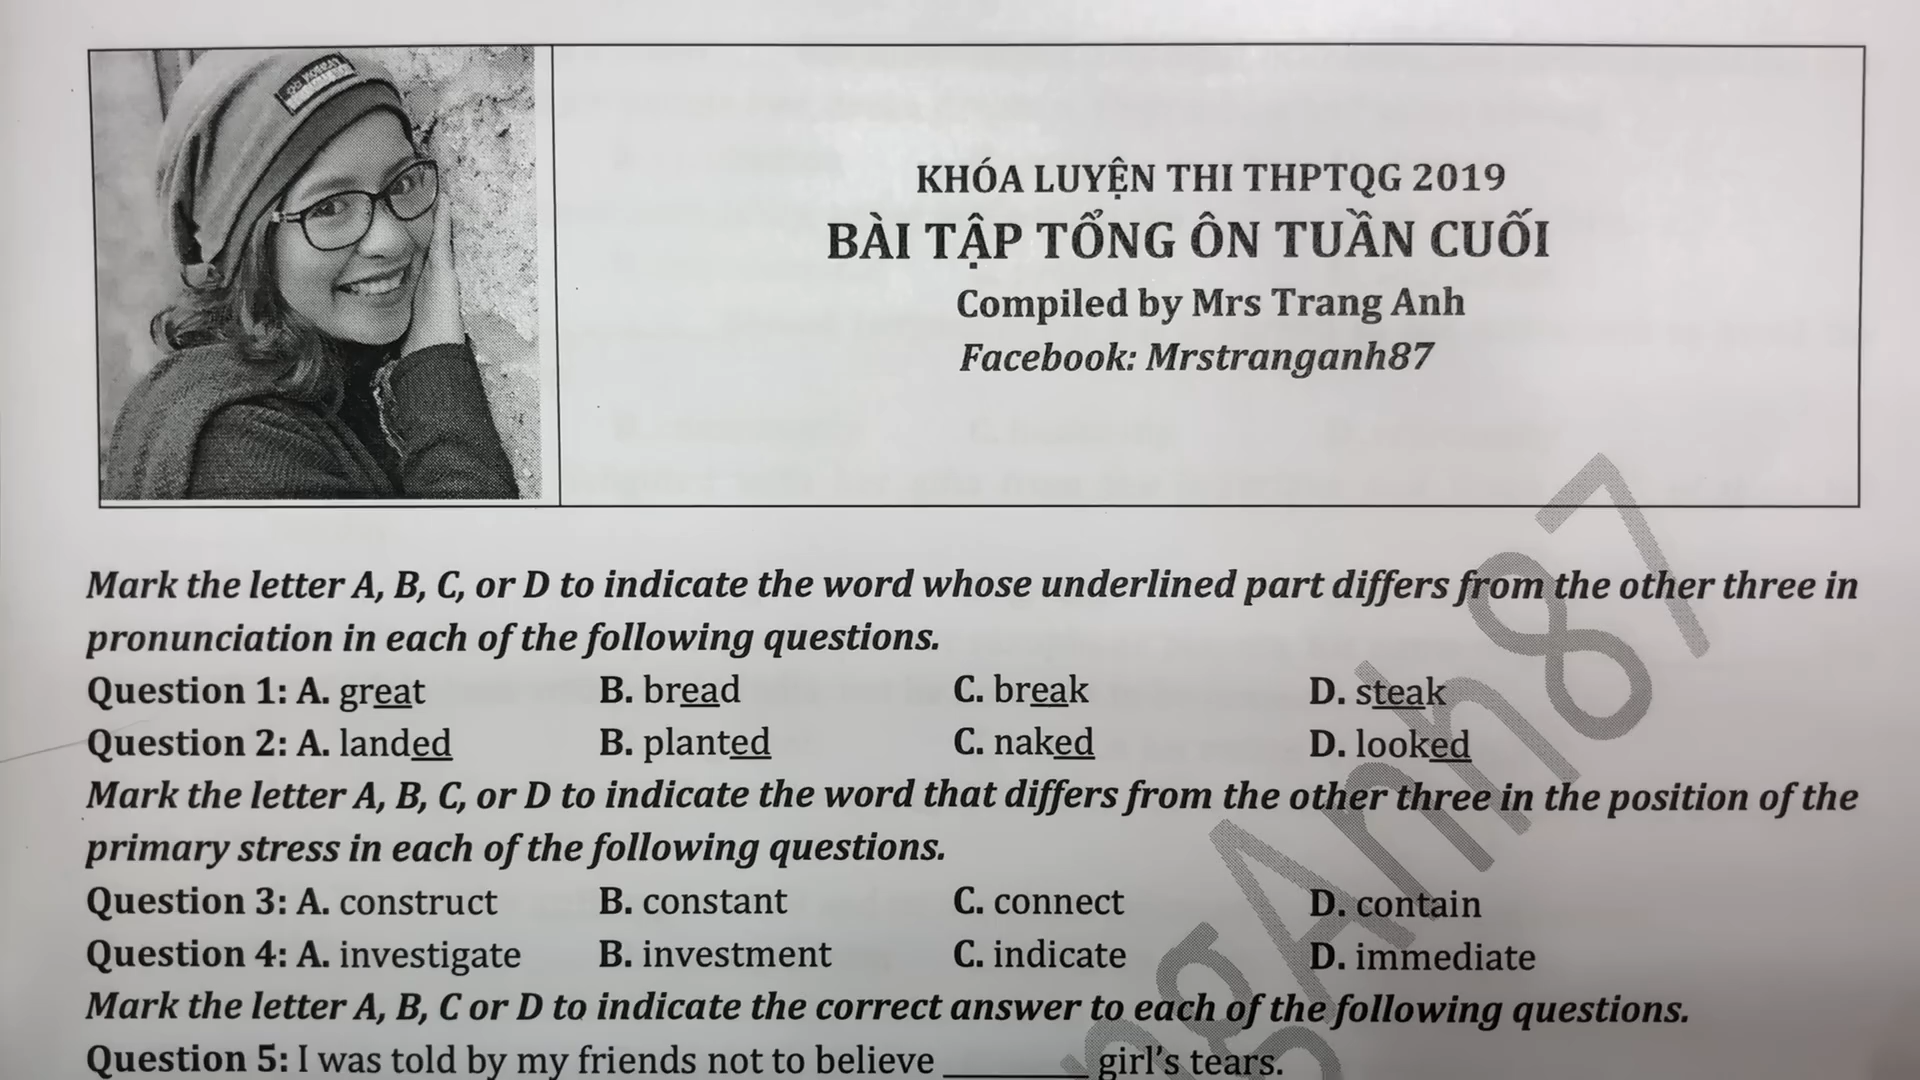 KHÓA LUYỆN THI THPTQG 2019
BÀI TẬP TỔNG ÔN TUẦN CUỐI
Compiled by Mrs Trang Anh
Facebook: Mrstranganh87
Mark the letter A, B, C, or D to indicate the word whose underlined part differs from the other three in
pronunciation in each of the following questions.
Question 1: A. great B. bread C. break D. steak
Question 2: A. landed B. planted C. naked D. looked
Mark the letter A, B, C, or D to indicate the word that differs from the other three in the position of the
primary stress in each of the following questions.
Question 3: A. construct B. constant C. connect D. contain
Question 4: A. investigate B. investment C. indicate D. immediate
Mark the letter A, B, C or D to indicate the correct answer to each of the following questions.
Question 5: I was told by my friends not to believe ________ girl's tears.
ngAnh87